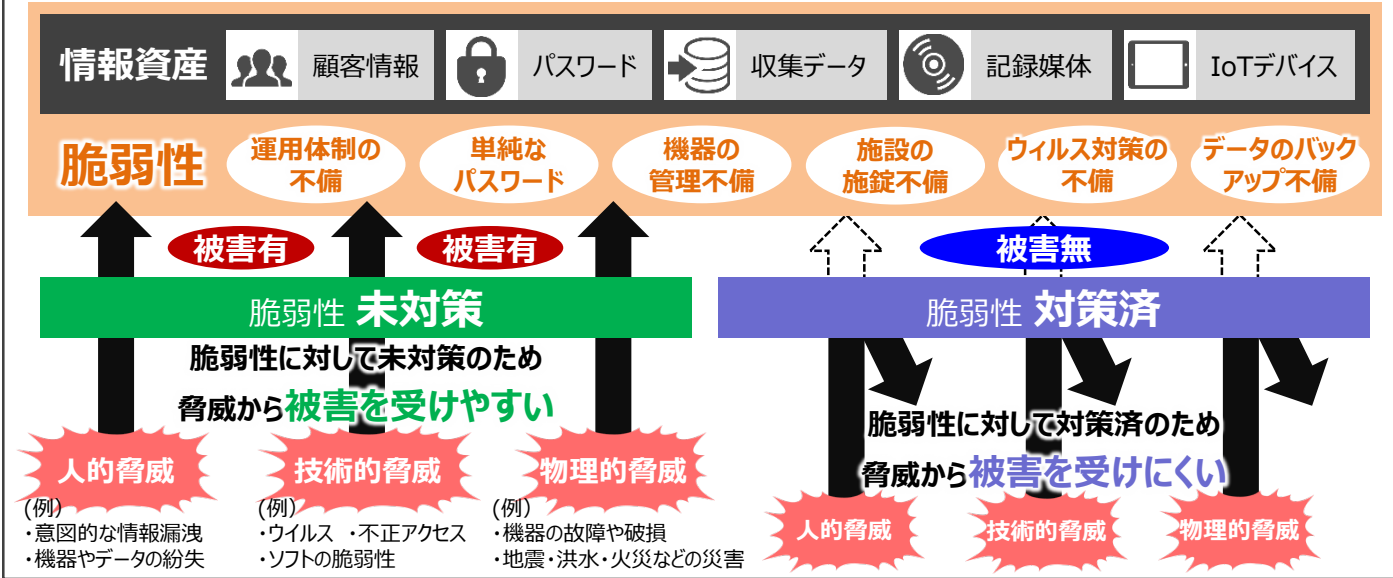 情報資産
顧客情報
パスワード
収集データ
記録媒体
IoTデバイス
脆弱性
運用体制の
不備
単純な
パスワード
機器の
管理不備
施設の
施錠不備
ウィルス対策の
不備
データのバック
アップ不備
被害有
被害有
被害無
脆弱性 未対策
脆弱性 対策済
脆弱性に対して未対策のため
脅威から被害を受けやすい
脆弱性に対して対策済のため
脅威から被害を受けにくい
人的脅威
(例)
・意図的な情報漏洩
・機器やデータの紛失
技術的脅威
(例)
・ウイルス ・不正アクセス
・ソフトの脆弱性
物理的脅威
(例)
・機器の故障や破損
・地震・洪水・火災などの災害
人的脅威
技術的脅威
物理的脅威